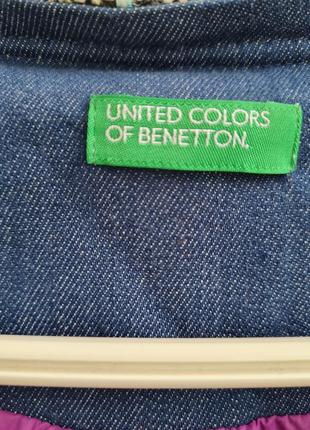 UNITED COLORS
OF BENETTON.